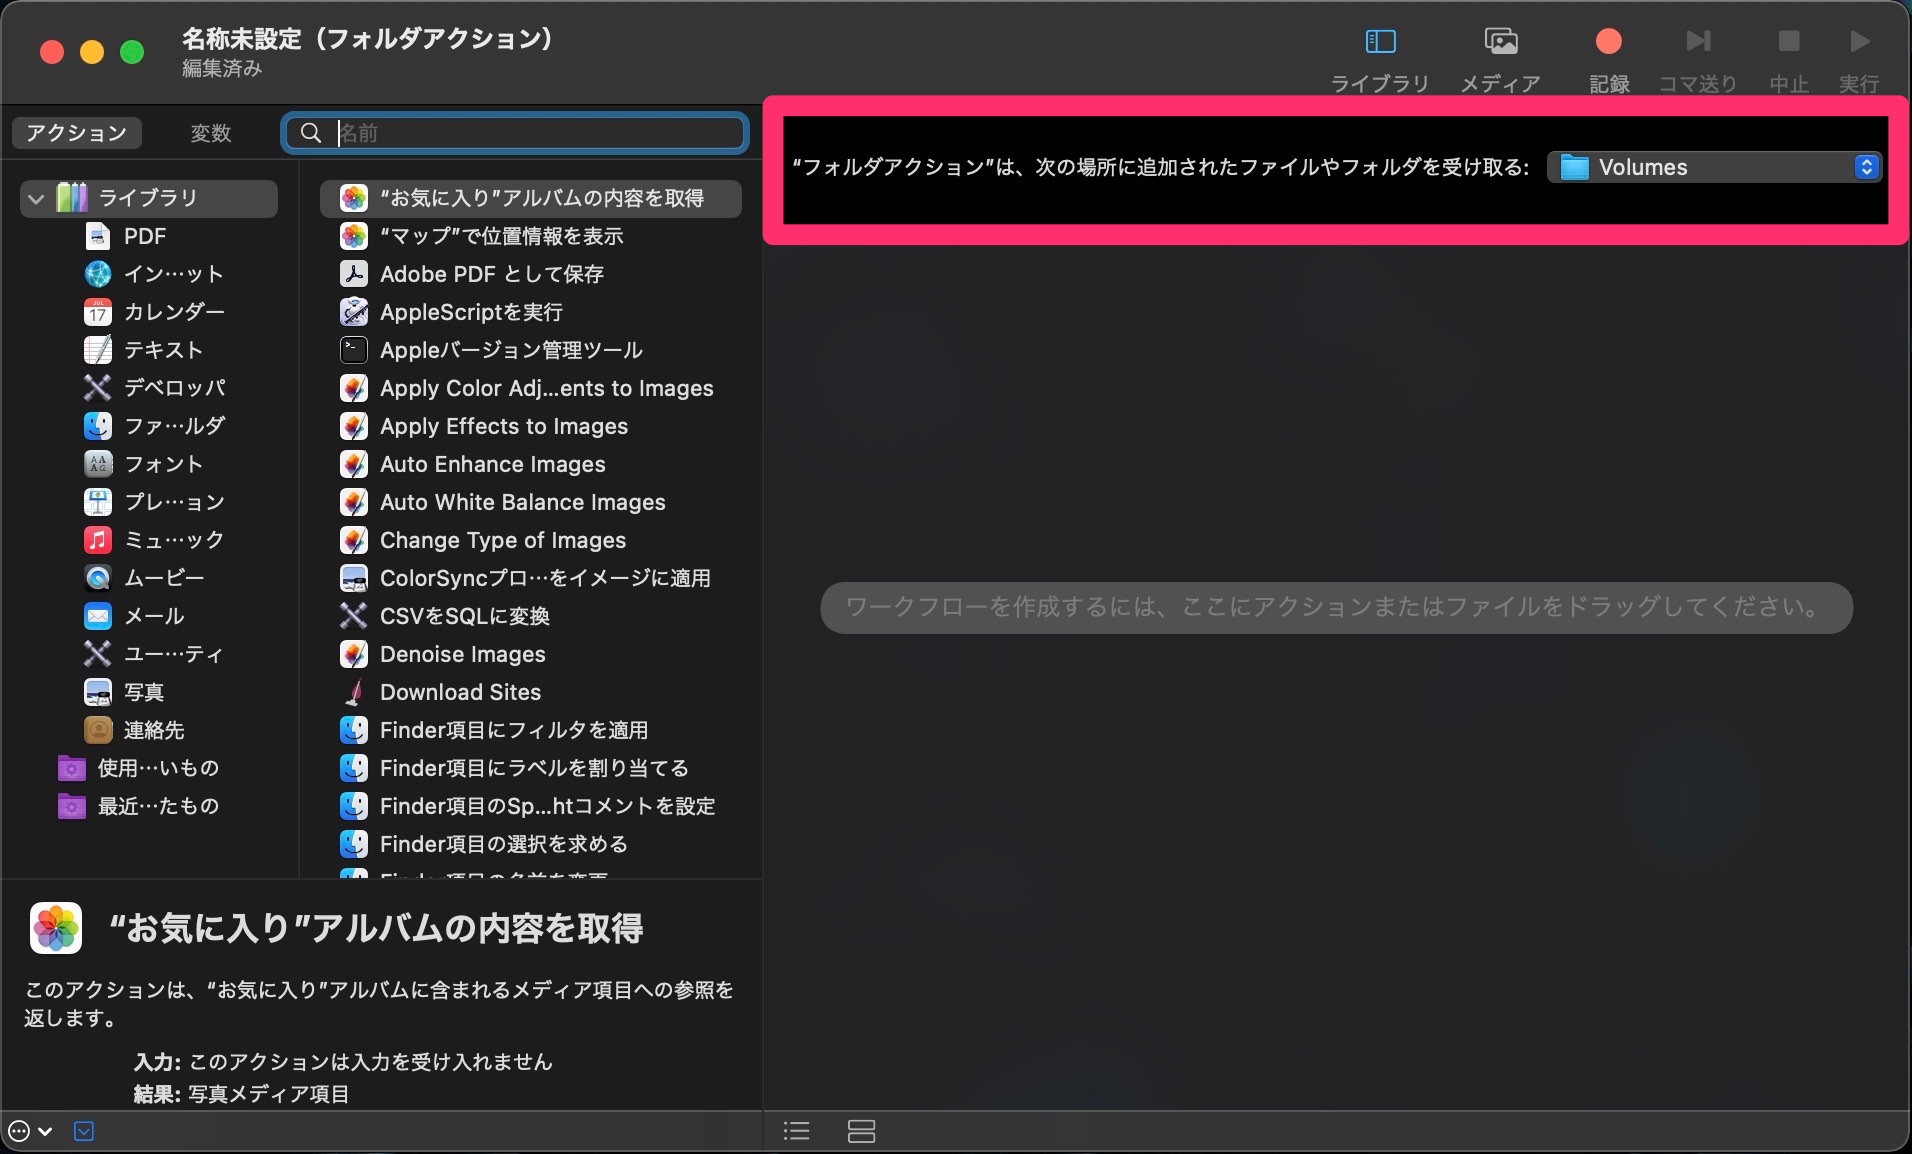 名称未設定（フォルダアクション）
編集済み
ライブラリ
メディア
記録
コマ送り
中止
実行
アクション
変数
名前
“フォルダアクション”は、次の場所に追加されたファイルやフォルダを受け取る:
Volumes
ライブラリ
PDF
イン…ット
カレンダー
テキスト
デベロッパ
ファ…ルダ
フォント
プレ…ョン
ミュ…ック
ムービー
メール
ユー…ティ
写真
連絡先
使用…いもの
最近…たもの
“お気に入り”アルバムの内容を取得
“マップ”で位置情報を表示
Adobe PDF として保存
AppleScriptを実行
Appleバージョン管理ツール
Apply Color Adj...ents to Images
Apply Effects to Images
Auto Enhance Images
Auto White Balance Images
Change Type of Images
ColorSyncプロ…をイメージに適用
CSVをSQLに変換
Denoise Images
Download Sites
Finder項目にフィルタを適用
Finder項目にラベルを割り当てる
Finder項目のSp...htコメントを設定
Finder項目の選択を求める
Finder項目の名前を変更
ワークフローを作成するには、ここにアクションまたはファイルをドラッグしてください。
“お気に入り”アルバムの内容を取得
このアクションは、“お気に入り”アルバムに含まれるメディア項目への参照を
返します。
入力: このアクションは入力を受け入れません
結果: 写真メディア項目